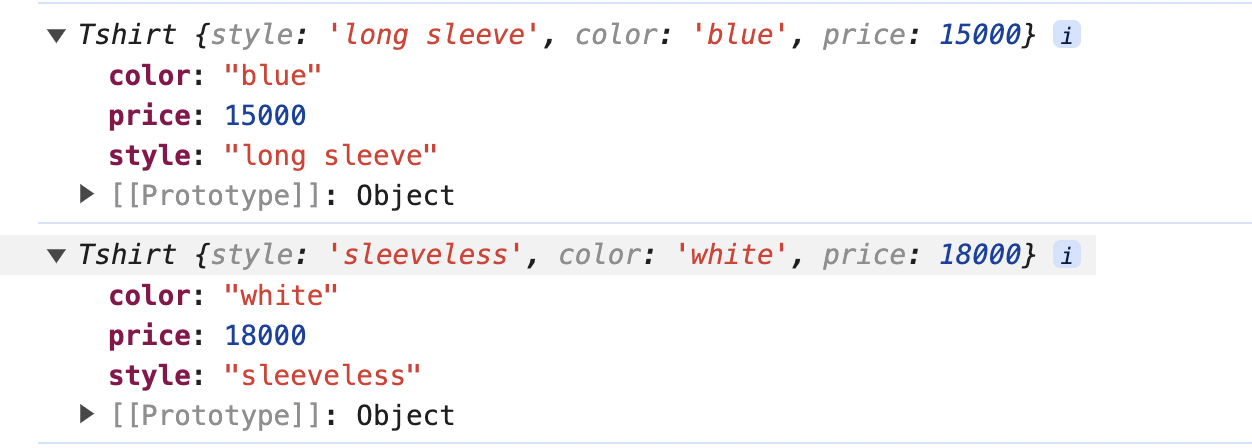 ▼ Tshirt {style: 'long sleeve', color: 'blue', price: 15000} i
color: "blue"
price: 15000
style: "long sleeve"
▶ [[Prototype]]: Object
▼ Tshirt {style: 'sleeveless', color: 'white', price: 18000} i
color: "white"
price: 18000
style: "sleeveless"
▶ [[Prototype]]: Object